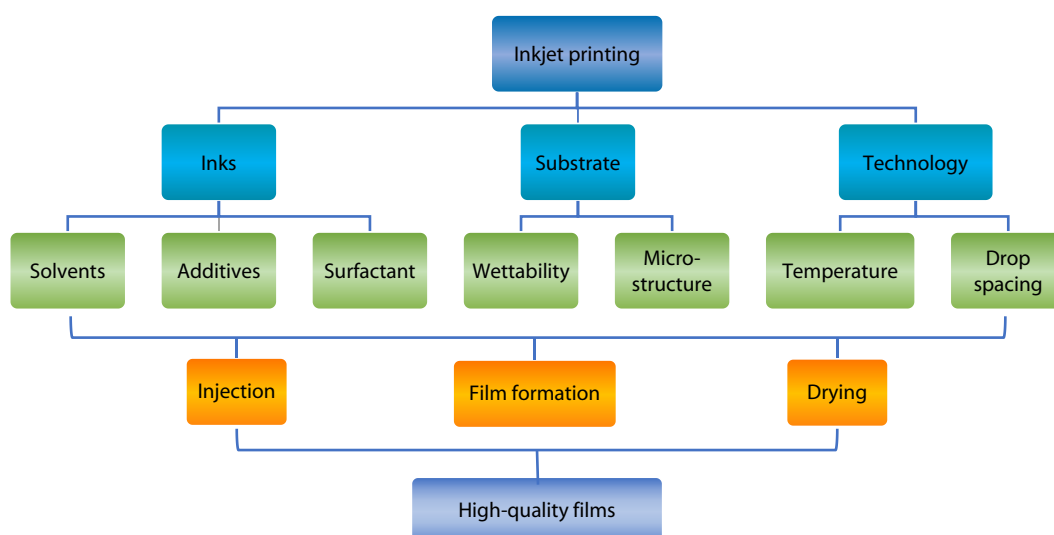 Inkjet printing
Inks
Substrate
Technology
Solvents
Additives
Surfactant
Wettability
Micro-
structure
Temperature
Drop
spacing
Injection
Film formation
Drying
High-quality films